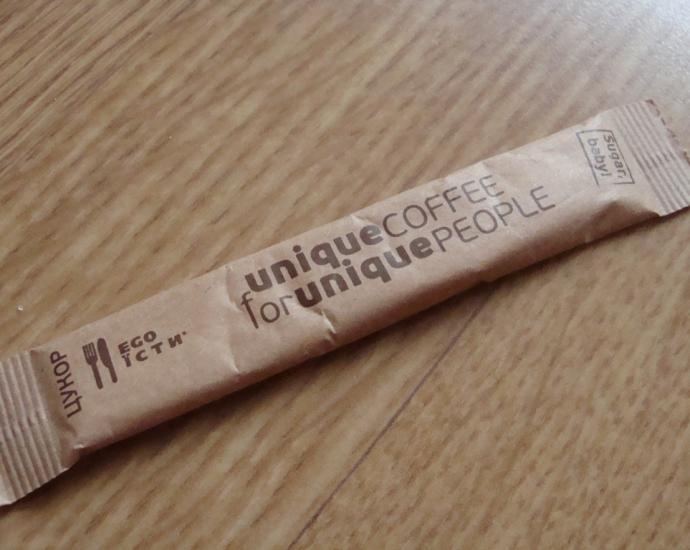 ЦУКОР
EGO
ЇСТИ
uniqueCOFFEE
foruniquePEOPLE
Sugar,
baby!